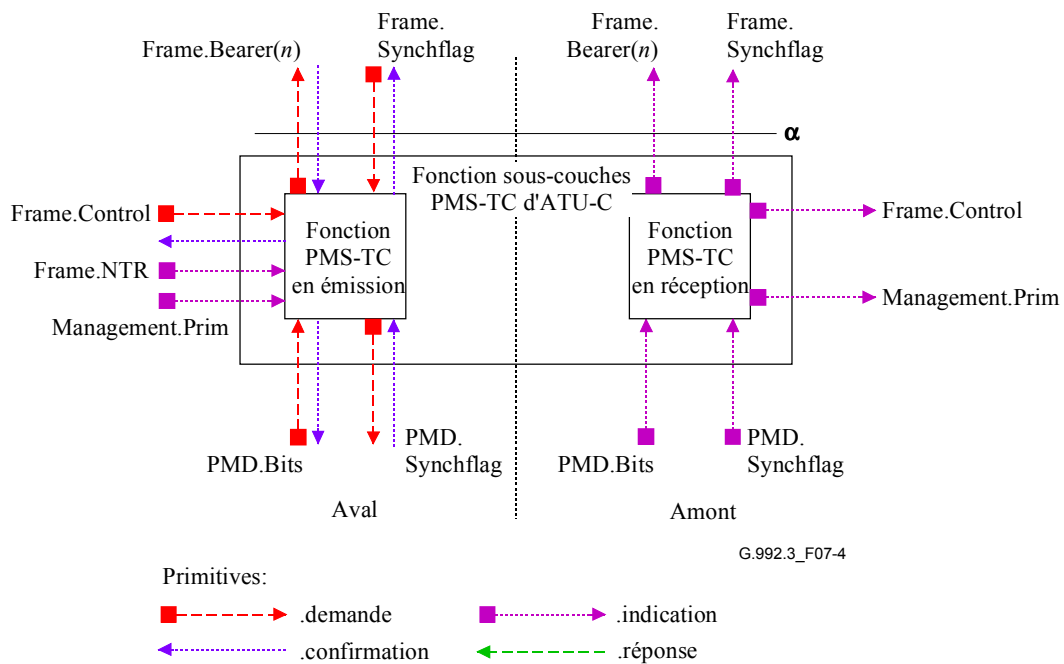 Frame.Bearer(n)
Frame.
Synchflag
Frame.
Bearer(n)
Frame.
Synchflag
α
Fonction sous-couches
PMS-TC d'ATU-C
Frame.Control
Fonction
PMS-TC
en émission
Fonction
PMS-TC
en réception
Frame.Control
Frame.NTR
Management.Prim
Management.Prim
PMD.Bits
PMD.
Synchflag
PMD.Bits
PMD.
Synchflag
Aval
Amont
G.992.3_F07-4
Primitives:
.demande
.indication
.confirmation
.réponse